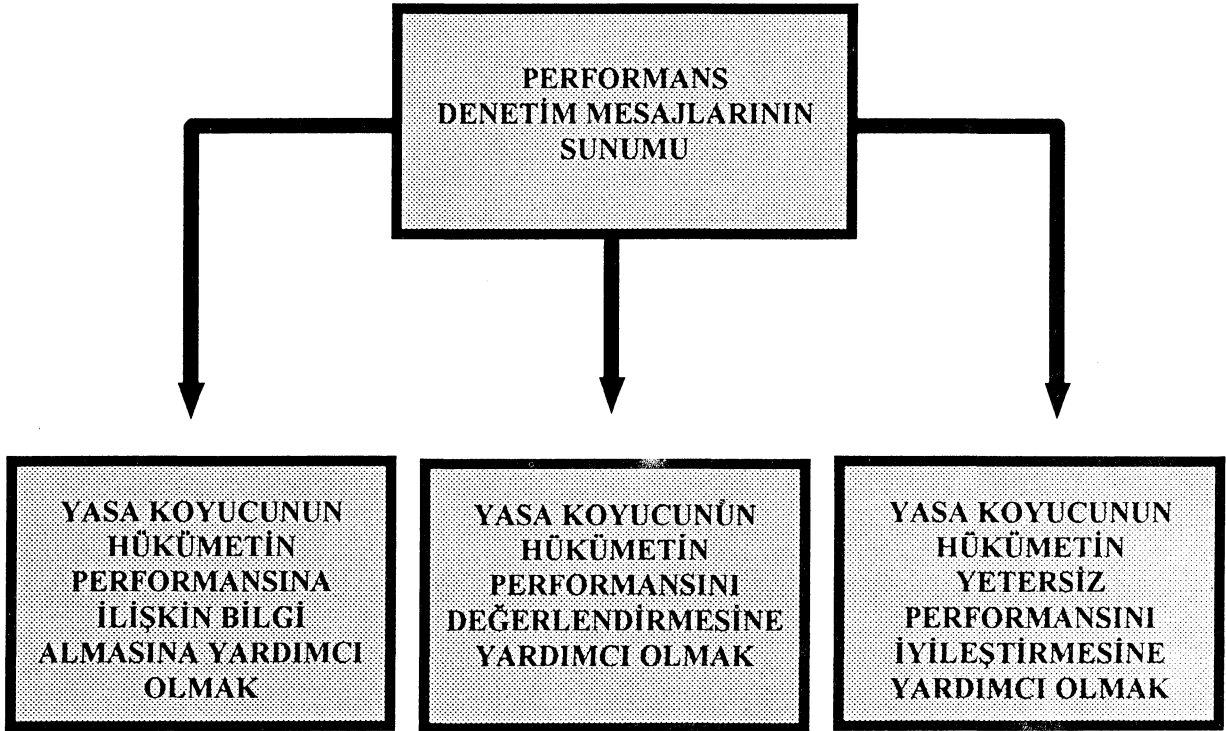 PERFORMANS
DENETİM MESAJLARININ
SUNUMU
YASA KOYUCUNUN
HÜKÜMETİN
PERFORMANSINA
İLİŞKİN BİLGİ
ALMASINA YARDIMCI
OLMAK
YASA KOYUCUNUN
HÜKÜMETİN
PERFORMANSINI
DEĞERLENDİRMESİNE
YARDIMCI OLMAK
YASA KOYUCUNUN
HÜKÜMETİN
YETERSİZ
PERFORMANSINI
İYİLEŞTİRMESİNE
YARDIMCI OLMAK